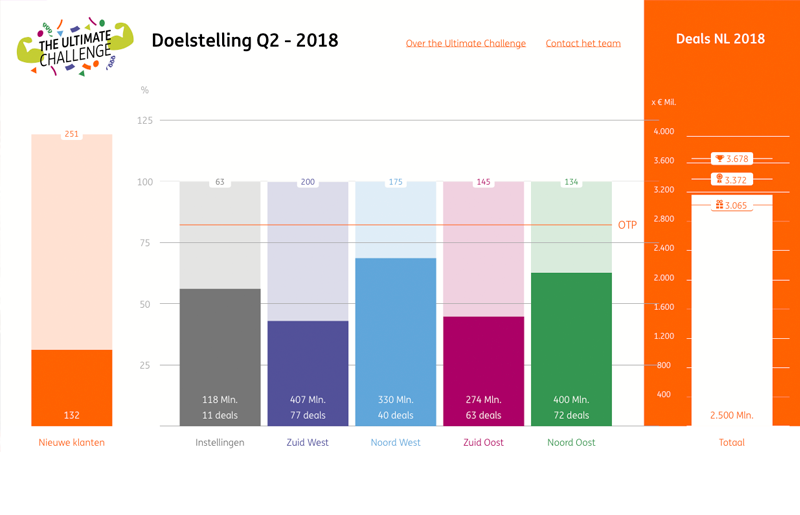 THE ULTIMATE
CHALLENGE
Doelstelling Q2 - 2018
Over the Ultimate Challenge
Contact het team
Deals NL 2018
%
125
100
75
50
25
251
132
Nieuwe klanten
63
118 Mln.
11 deals
Instellingen
200
407 Mln.
77 deals
Zuid West
175
330 Mln.
40 deals
Noord West
145
274 Mln.
63 deals
Zuid Oost
134
400 Mln.
72 deals
Noord Oost
OTP
x € Mil.
4.000
3.600
3.200
2.800
2.400
2.000
1.600
1.200
800
400
3.678
3,372
3.065
2.500 Mln.
Totaal